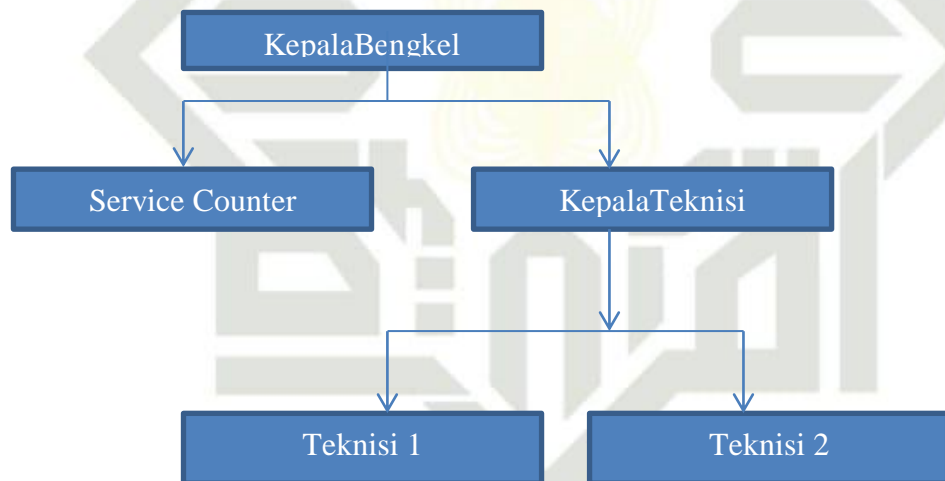 KepalaBengkel
Service Counter
KepalaTeknisi
Teknisi 1
Teknisi 2